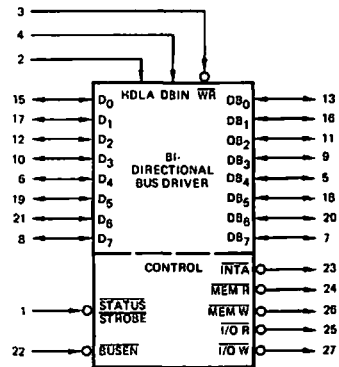 3
4
2
HDLA DBIN WR
15 D0 DB0 13
17 D1 DB1 16
12 D2 OB2 11
10 D3 DB3 9
6 D4 DB4 5
19 D5 DB5 18
21 D6 DB6 20
8 D7 DB7 7
BI-
DIRECTIONAL
BUS DRIVER
CONTROL
INTA 23
MEM R 24
MEM W 26
I/O R 25
I/O W 27
1 STATUS
STROBE
22 BUSEN